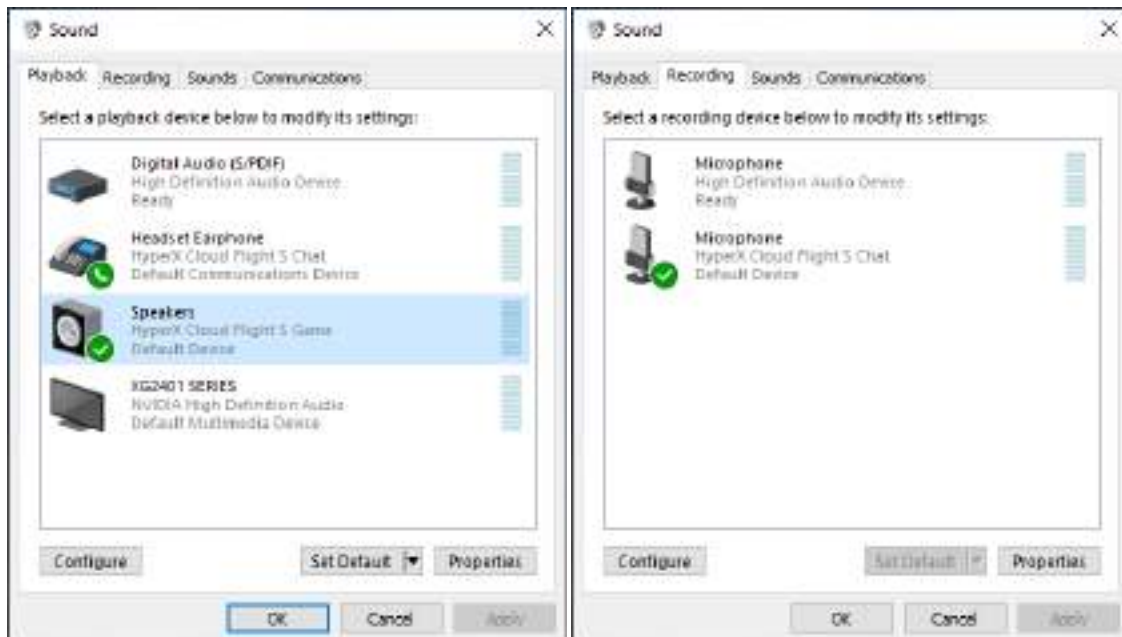 Sound
Playback Recording Sounds Communications
Select a playback device below to modify its settings:
Digital Audio (S/PDIF)
High Definition Audio Device
Ready
Headset Earphone
HyperX Cloud Flight S Chat
Default Communications Device
Speakers
HyperX Cloud Flight S Game
Default Device
XG2401 SERIES
NVIDIA High Definition Audio
Default Multimedia Device
Configure Set Default Properties
OK Cancel Apply
Sound
Playback Recording Sounds Communications
Select a recording device below to modify its settings:
Microphone
High Definition Audio Device
Ready
Microphone
HyperX Cloud Flight S Chat
Default Device
Configure Set Default Properties
OK Cancel Apply